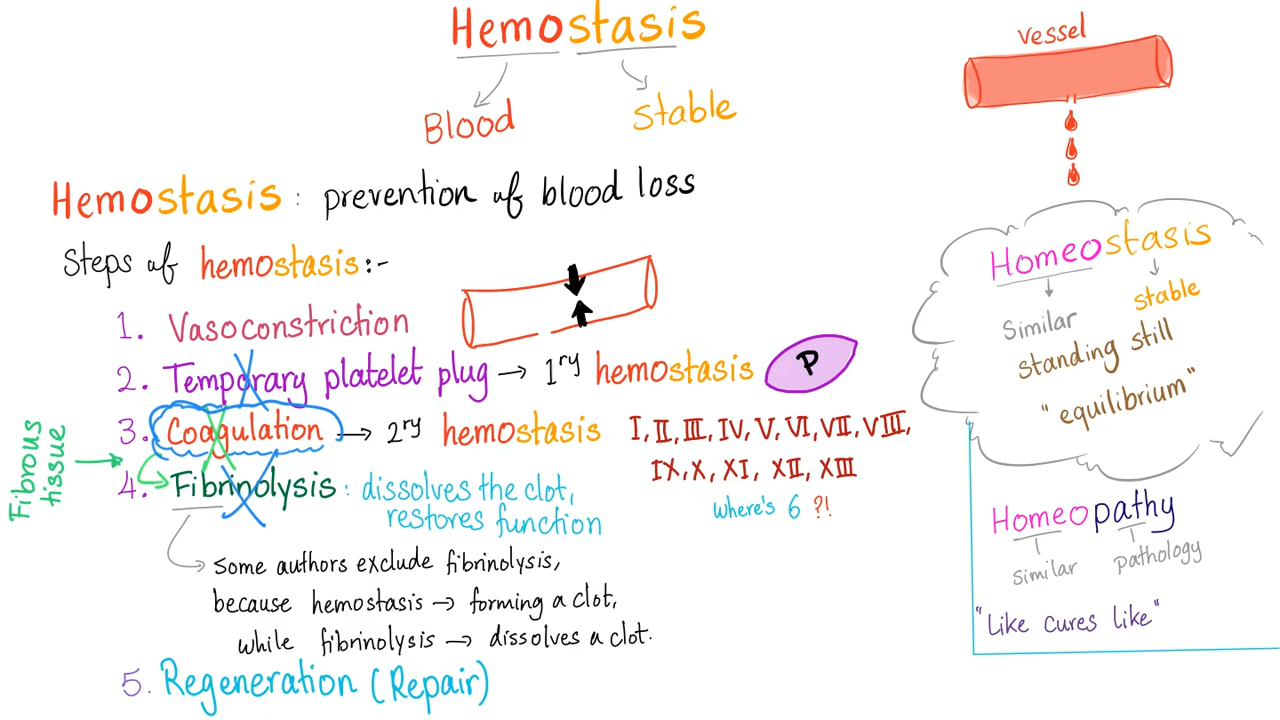 Hemostasis
Blood
Stable
Hemostasis : prevention of blood loss
Steps of hemostasis :-
1. Vasoconstriction
2. Temporary platelet plug → 1ry hemostasis
P
3. Coagulation → 2ry hemostasis
I, II, III, IV, V, VI, VII, VIII,
IX, X, XI, XII, XIII
where's 6 ?!
Fibrous
tissue
4. Fibrinolysis : dissolves the clot,
restores function
Some authors exclude fibrinolysis,
because hemostasis → forming a clot,
while fibrinolysis → dissolves a clot.
5. Regeneration (Repair)
Vessel
Homeostasis
Similar
stable
standing still
"equilibrium"
Homeopathy
similar
pathology
"Like cures like"